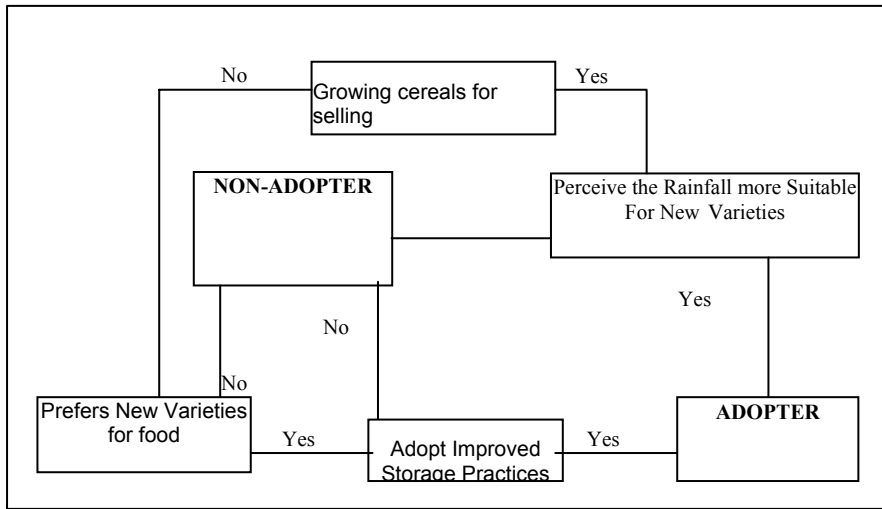 No
Yes
Growing cereals for
selling
NON-ADOPTER
Perceive the Rainfall more Suitable
For New Varieties
Yes
No
No
Prefers New Varieties
for food
Yes
Adopt Improved
Storage Practices
Yes
ADOPTER